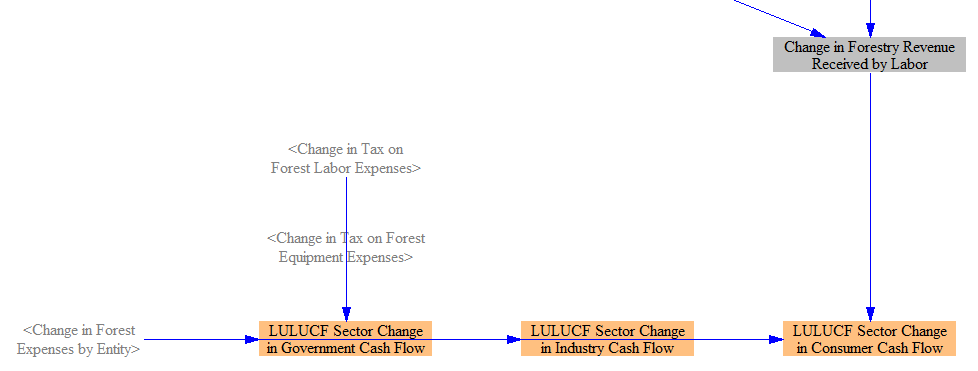 Change in Forestry Revenue
Received by Labor
<Change in Tax on
Forest Labor Expenses>
<Change in Tax on Forest
Equipment Expenses>
<Change in Forest
Expenses by Entity>
LULUCF Sector Change
in Government Cash Flow
LULUCF Sector Change
in Industry Cash Flow
LULUCF Sector Change
in Consumer Cash Flow